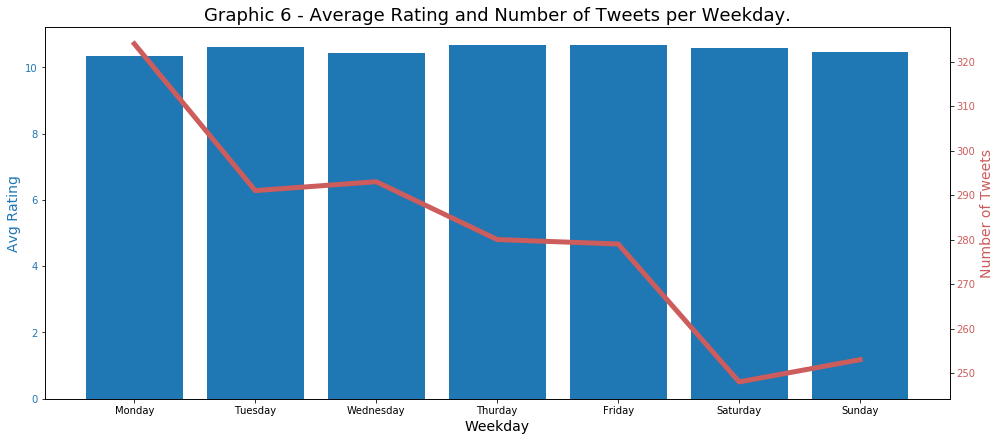 Graphic 6 - Average Rating and Number of Tweets per Weekday.
Avg Rating
10
8
6
4
2
0
Monday Tuesday Wednesday Thurday Friday Saturday Sunday
Weekday
320
310
300
290
280
270
260
250
Number of Tweets